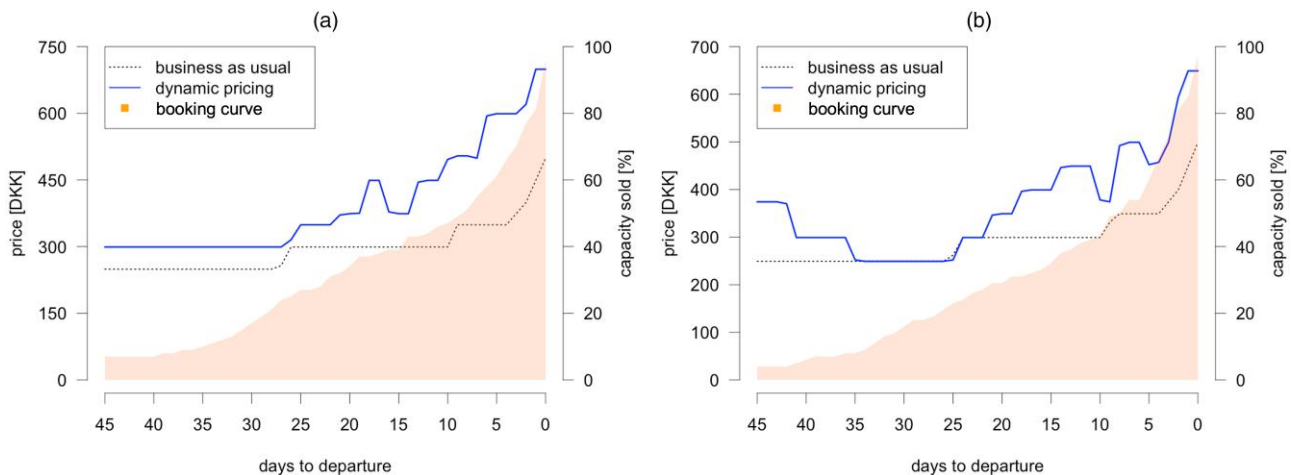 (a)
750
600
450
300
150
0
price [DKK]
business as usual
dynamic pricing
booking curve
100
80
60
40
20
0
capacity sold [%]
45 40 35 30 25 20 15 10 5 0
days to departure
(b)
700
600
500
400
300
200
100
0
price [DKK]
business as usual
dynamic pricing
booking curve
100
80
60
40
20
0
capacity sold [%]
45 40 35 30 25 20 15 10 5 0
days to departure